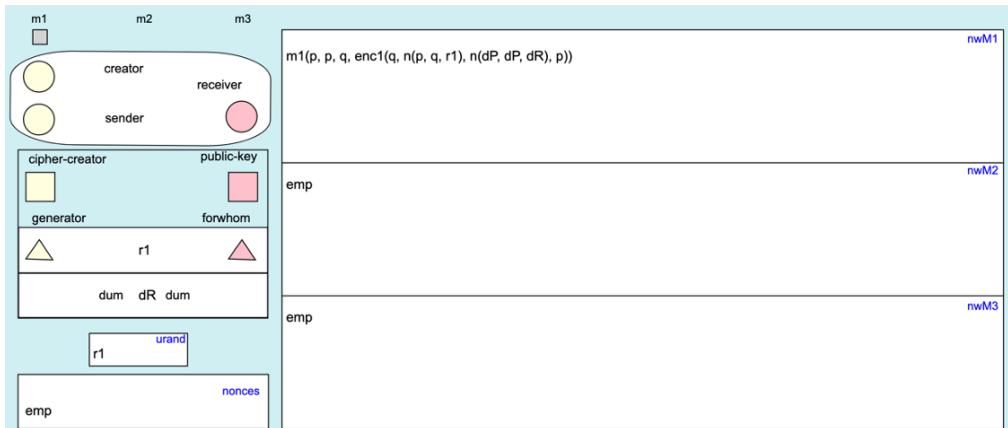 m1 m2 m3
creator
receiver
sender
cipher-creator public-key
generator forwhom
r1
dum dR dum
urand
r1
nonces
emp
nwM1
m1(p, p, q, enc1(q, n(p, q, r1), n(dP, dP, dR), p))
nwM2
emp
nwM3
emp